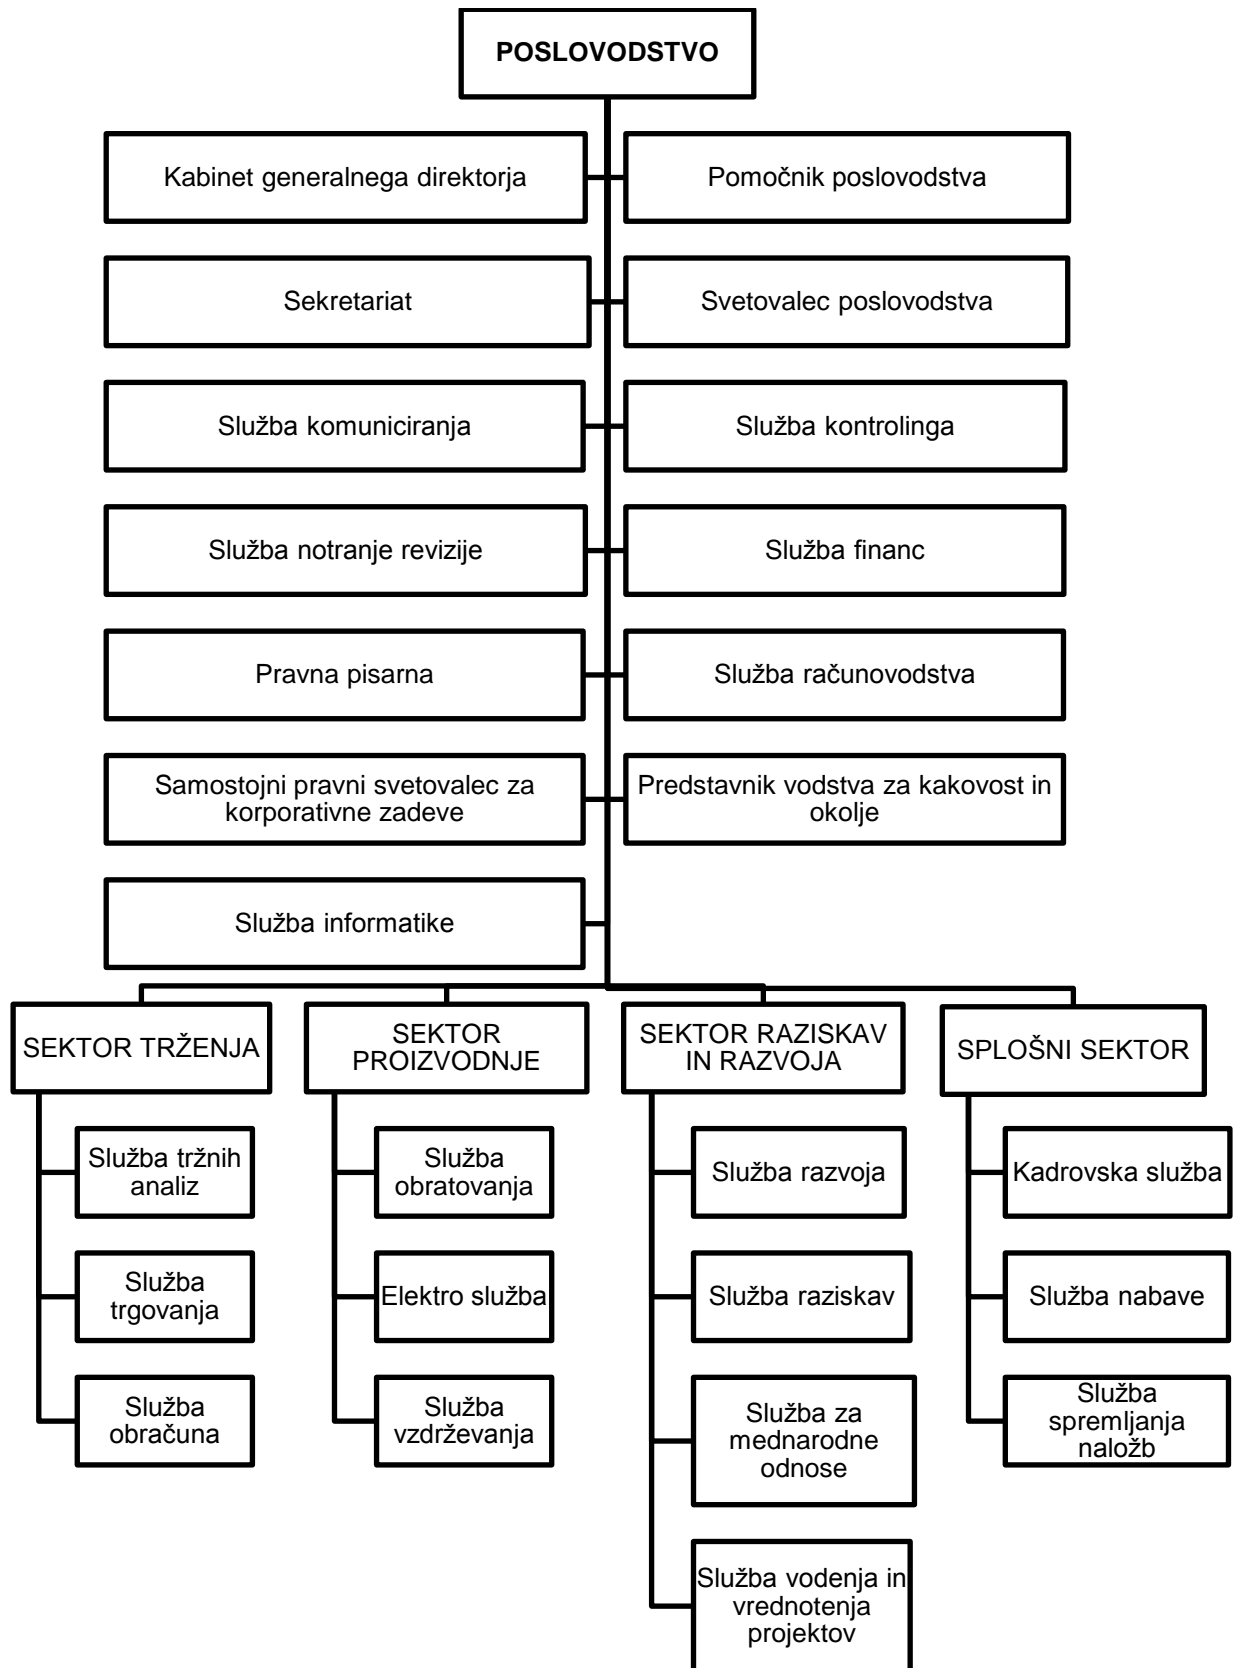 POSLOVODSTVO
Kabinet generalnega direktorja
Pomočnik poslovodstva
Sekretariat
Svetovalec poslovodstva
Služba komuniciranja
Služba kontrolinga
Služba notranje revizije
Služba financ
Pravna pisarna
Služba računovodstva
Samostojni pravni svetovalec za
korporativne zadeve
Predstavnik vodstva za kakovost in
okolje
Služba informatike
SEKTOR TRŽENJA
SEKTOR
PROIZVODNJE
SEKTOR RAZISKAV
IN RAZVOJA
SPLOŠNI SEKTOR
Služba tržnih
analiz
Služba
trgovanja
Služba
obračuna
Služba
obratovanja
Elektro služba
Služba
vzdrževanja
Služba razvoja
Služba raziskav
Služba za
mednarodne
odnose
Služba vodenja in
vrednotenja
projektov
Kadrovska služba
Služba nabave
Služba
spremljanja
naložb